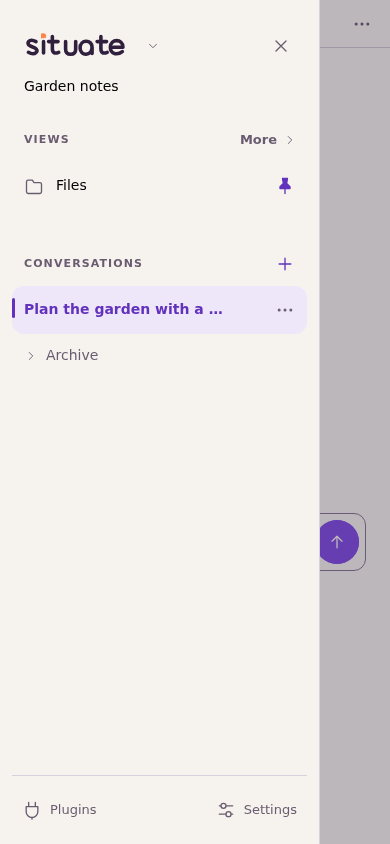 situate
Garden notes
VIEWS
More
Files
CONVERSATIONS
Plan the garden with a ...
Archive
Plugins
Settings